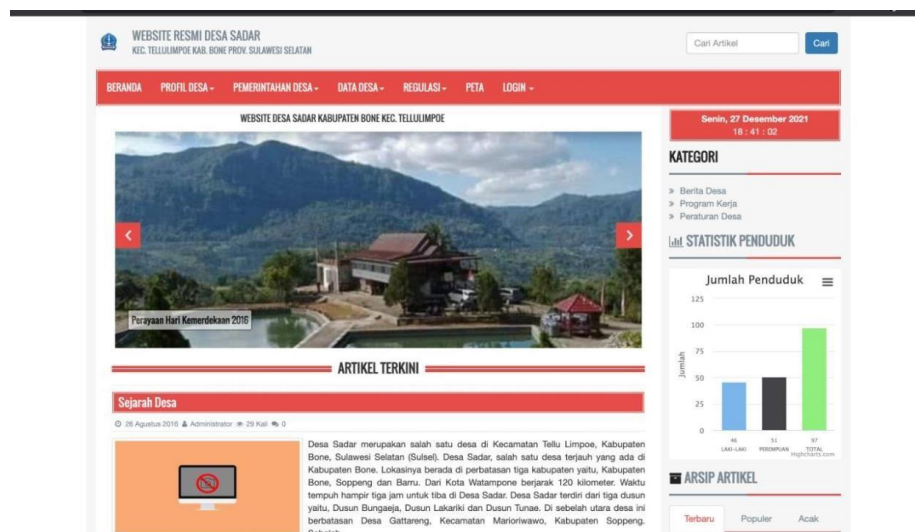 WEBSITE RESMI DESA SADAR
KEC. TELLULIMPOE KAB. BONE PROV. SULAWESI SELATAN
Cari Artikel
Cari
BERANDA PROFIL DESA PEMERINTAHAN DESA DATA DESA REGULASI PETA LOGIN
WEBSITE DESA SADAR KABUPATEN BONE KEC. TELLULIMPOE
Perayaan Hari Kemerdekaan 2016
ARTIKEL TERKINI
Sejarah Desa
26 Agustus 2016 Administrator 29 Kali 0
Desa Sadar merupakan salah satu desa di Kecamatan Tellu Limpoe, Kabupaten
Bone, Sulawesi Selatan (Sulsel). Desa Sadar, salah satu desa terjauh yang ada di
Kabupaten Bone. Lokasinya berada di perbatasan tiga kabupaten yaitu, Kabupaten
Bone, Soppeng dan Barru. Dari Kota Watampone berjarak 120 kilometer. Waktu
tempuh hampir tiga jam untuk tiba di Desa Sadar. Desa Sadar terdiri dari tiga dusun
yaitu, Dusun Bungaeja, Dusun Lakariki dan Dusun Tunae. Di sebelah utara desa ini
berbatasan Desa Gattareng, Kecamatan Marioriwawo, Kabupaten Soppeng.
Senin, 27 Desember 2021
18 : 41 : 02
KATEGORI
» Berita Desa
» Program Kerja
» Peraturan Desa
STATISTIK PENDUDUK
Jumlah Penduduk
Jumlah
125
100
75
50
25
0
46 51 97
LAKI-LAKI PEREMPUAN TOTAL
Highcharts.com
ARSIP ARTIKEL
Terbaru Populer Acak